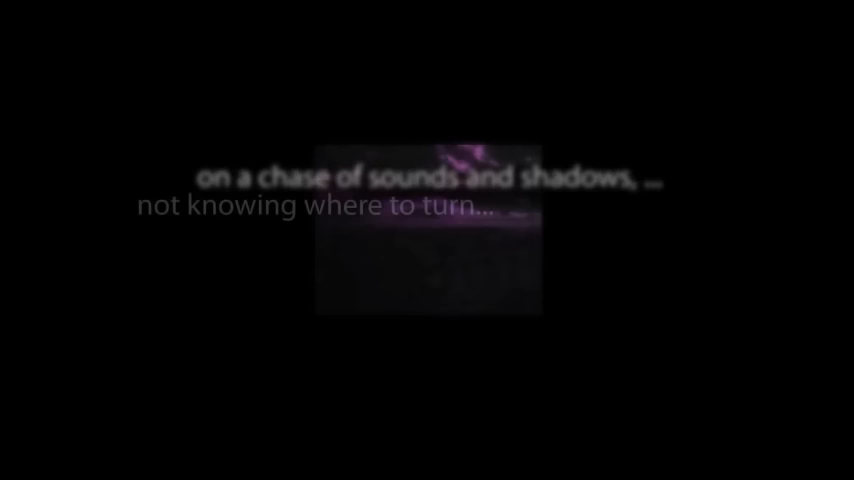 on a chase of sounds and shadows, ...
not knowing where to turn...